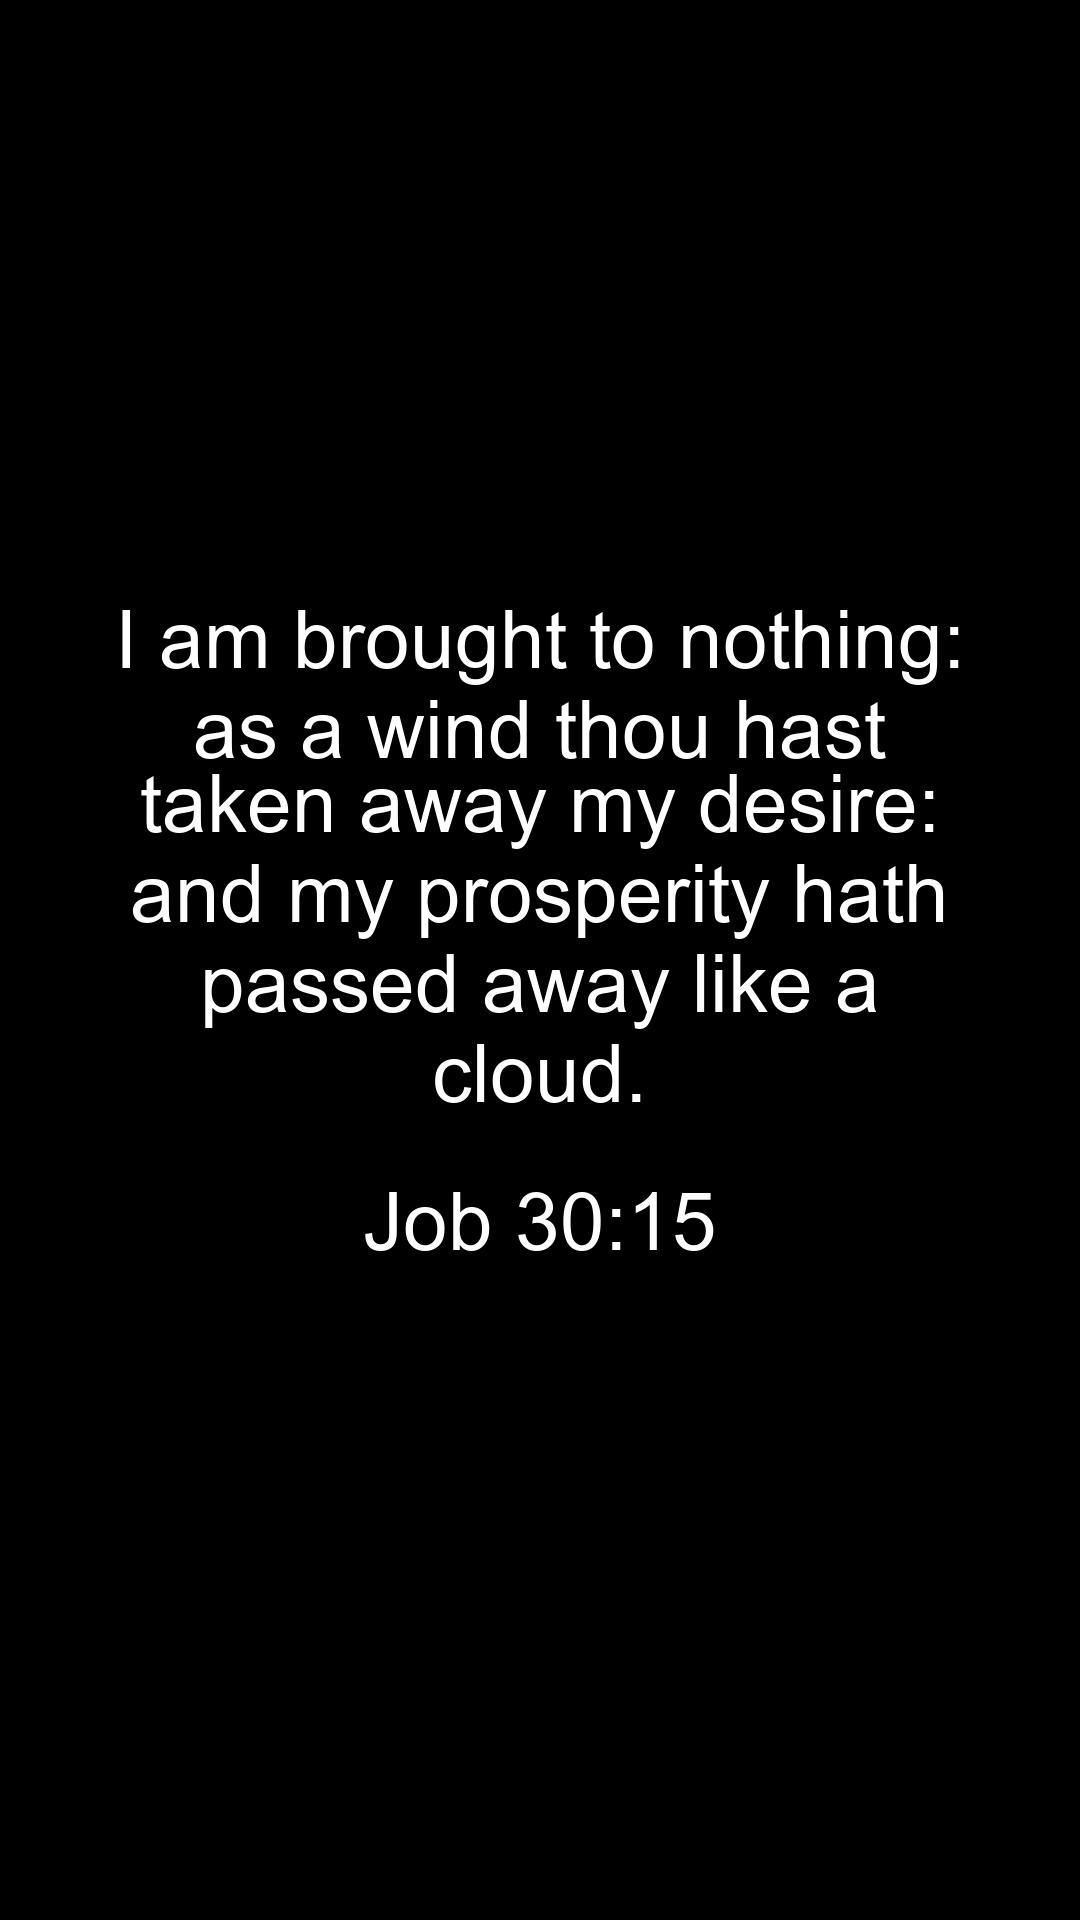 I am brought to nothing:
as a wind thou hast
taken away my desire:
and my prosperity hath
passed away like a
cloud.
Job 30:15